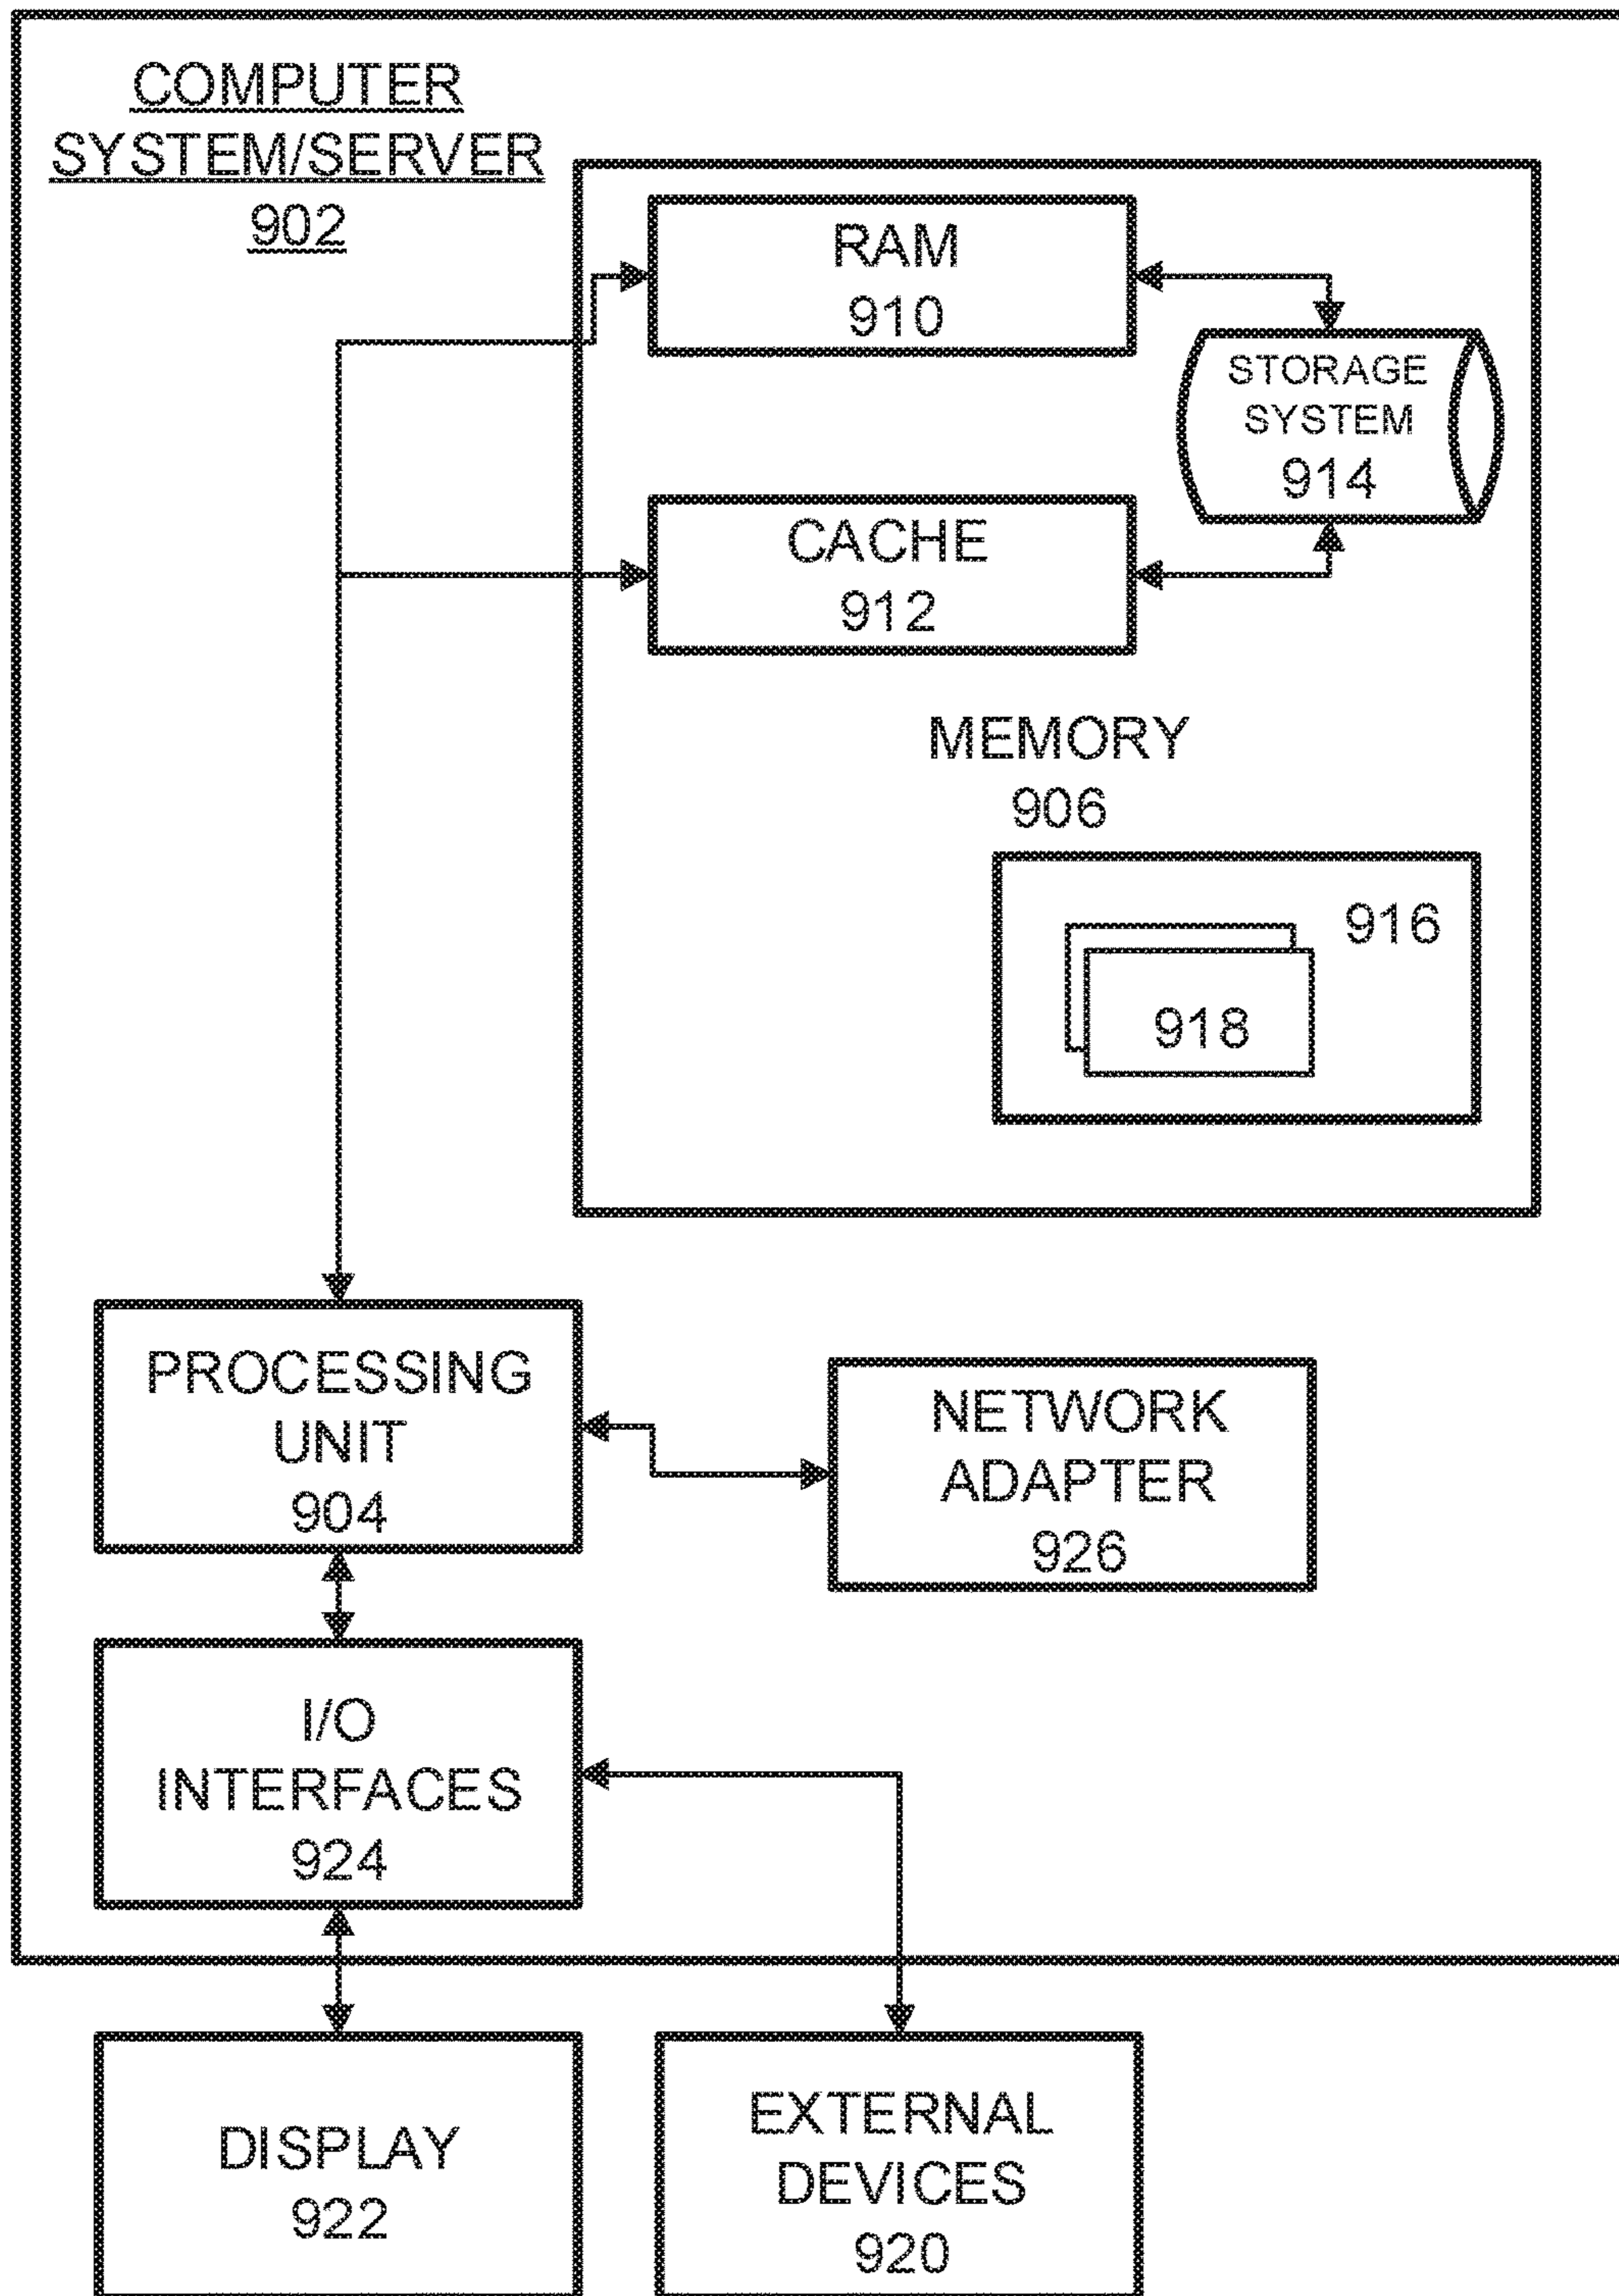 COMPUTER
SYSTEM/SERVER
902
RAM
910
STORAGE
SYSTEM
914
CACHE
912
MEMORY
906
916
918
PROCESSING
UNIT
904
NETWORK
ADAPTER
926
I/O
INTERFACES
924
DISPLAY
922
EXTERNAL
DEVICES
920